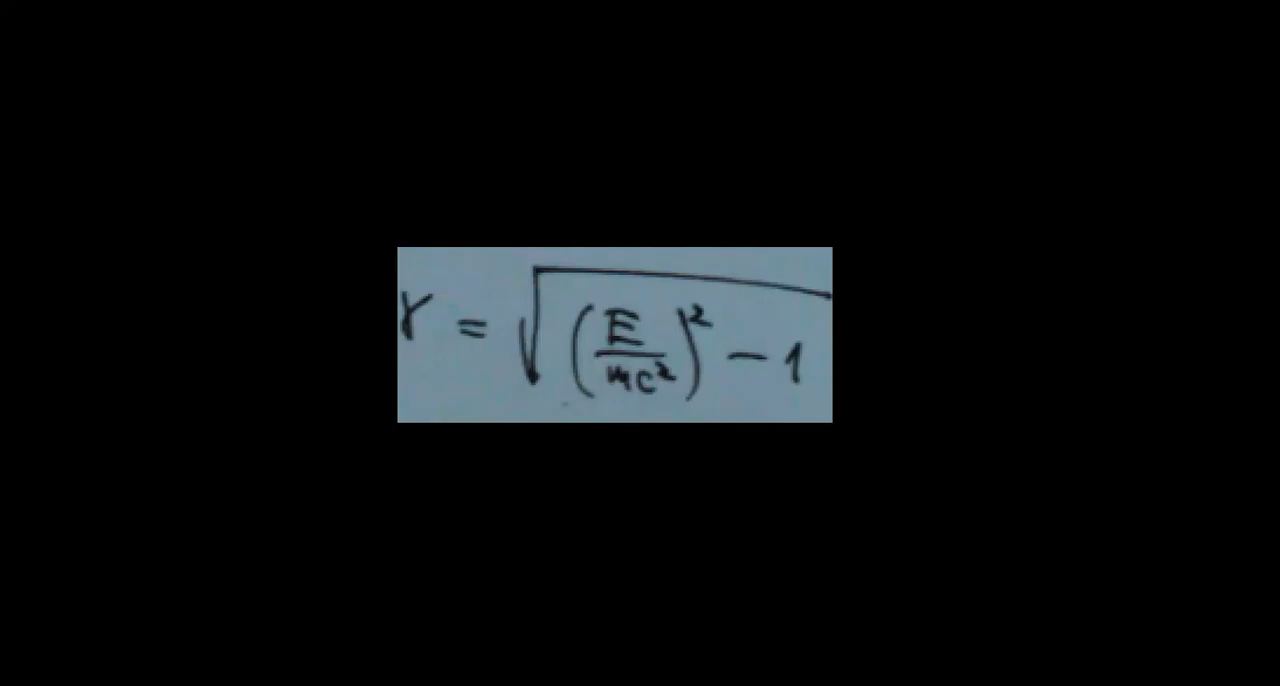 γ = √((E/mc²)² − 1)